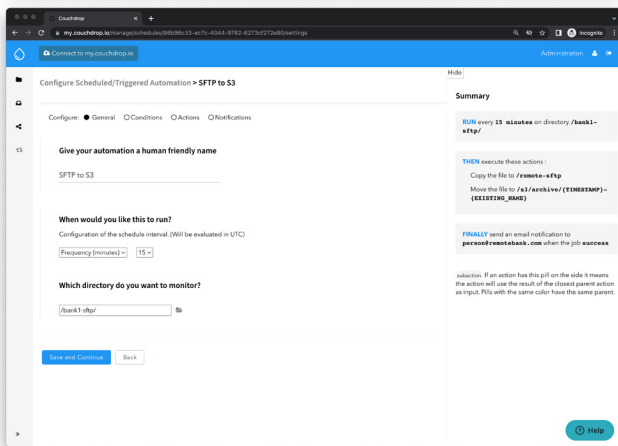 Couchdrop
my.couchdrop.io/manage/schedules/98b96c33-ec7c-4044-9782-6273cf272e80/settings
Incognito
Connect to my.couchdrop.io
Administration
Configure Scheduled/Triggered Automation > SFTP to S3
Configure: General Conditions Actions Notifications
Give your automation a human friendly name
SFTP to S3
When would you like this to run?
Configuration of the schedule interval. (Will be evaluated in UTC)
Frequency (minutes) 15
Which directory do you want to monitor?
/bank1-sftp/
Save and Continue Back
Hide
Summary
RUN every 15 minutes on directory /bank1-
sftp/
THEN execute these actions :
Copy the file to /remote-sftp
Move the file to /s3/archive/{TIMESTAMP}-
{EXISTING_NAME}
FINALLY send an email notification to
person@remotebank.com when the job success
subaction If an action has this pill on the side it means
the action will use the result of the closest parent action
as input. Pills with the same color have the same parent.
Help